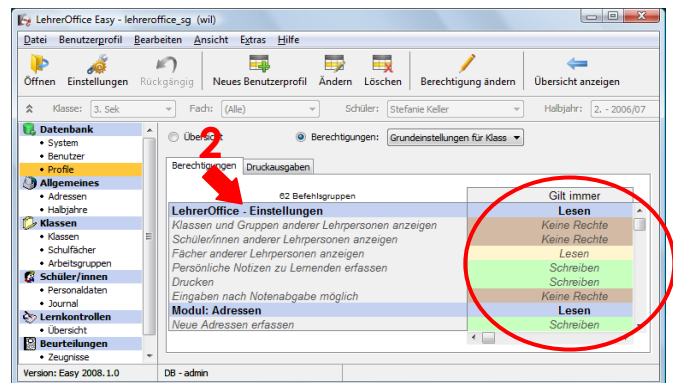 LehrerOffice Easy - lehreroffice_sg (wil)
Datei Benutzerprofil Bearbeiten Ansicht Extras Hilfe
Öffnen Einstellungen Rückgängig Neues Benutzerprofil Ändern Löschen Berechtigung ändern Übersicht anzeigen
Klasse: 3. Sek Fach: (Alle) Schüler: Stefanie Keller Halbjahr: 2. - 2006/07
Datenbank
• System
• Benutzer
• Profile
Allgemeines
• Adressen
• Halbjahre
Klassen
• Klassen
• Schulfächer
• Arbeitsgruppen
Schüler/innen
• Personaldaten
• Journal
Lernkontrollen
• Übersicht
Beurteilungen
• Zeugnisse
Übersicht Berechtigungen: Grundeinstellungen für Klass
2
Berechtigungen Druckausgaben
62 Befehlsgruppen Gilt immer
LehrerOffice - Einstellungen Lesen
Klassen und Gruppen anderer Lehrpersonen anzeigen Keine Rechte
Schüler/innen anderer Lehrpersonen anzeigen Keine Rechte
Fächer anderer Lehrpersonen anzeigen Lesen
Persönliche Notizen zu Lernenden erfassen Schreiben
Drucken Schreiben
Eingaben nach Notenabgabe möglich Keine Rechte
Modul: Adressen Lesen
Neue Adressen erfassen Schreiben
Version: Easy 2008.1.0 DB - admin